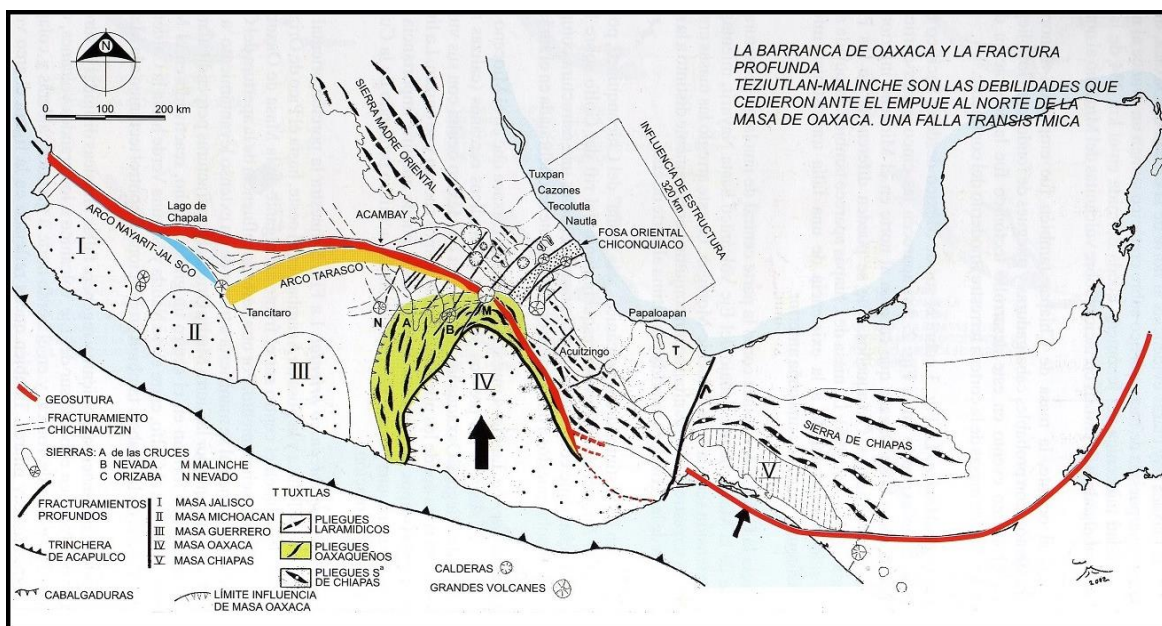 LA BARRANCA DE OAXACA Y LA FRACTURA
PROFUNDA
TEZIUTLAN-MALINCHE SON LAS DEBILIDADES QUE
CEDIERON ANTE EL EMPUJE AL NORTE DE LA
MASA DE OAXACA. UNA FALLA TRANSISTMICA
N
0 100 200 km
SIERRA MADRE ORIENTAL
INFLUENCIA DE ESTRUCTURA
320 km
Tuxpan
Cazones
Tecolutla
Nautla
FOSA ORIENTAL
CHICONQUIACO
Lago de
Chapala
ACAMBAY
ARCO NAYARIT-JALISCO
ARCO TARASCO
Tancítaro
I
II
III
IV
V
N
A
B
M
C
Papaloapan
T
Acultzingo
SIERRA DE CHIAPAS
GEOSUTURA
FRACTURAMIENTO
CHICHINAUTZIN
SIERRAS: A de las CRUCES
B NEVADA M MALINCHE
C ORIZABA N NEVADO
T TUXTLAS
FRACTURAMIENTOS
PROFUNDOS
TRINCHERA
DE ACAPULCO
CABALGADURAS
I MASA JALISCO
II MASA MICHOACAN
III MASA GUERRERO
IV MASA OAXACA
V MASA CHIAPAS
LÍMITE INFLUENCIA
DE MASA OAXACA
PLIEGUES
LARAMIDICOS
PLIEGUES
OAXAQUEÑOS
PLIEGUES Sª
DE CHIAPAS
CALDERAS
GRANDES VOLCANES
2002